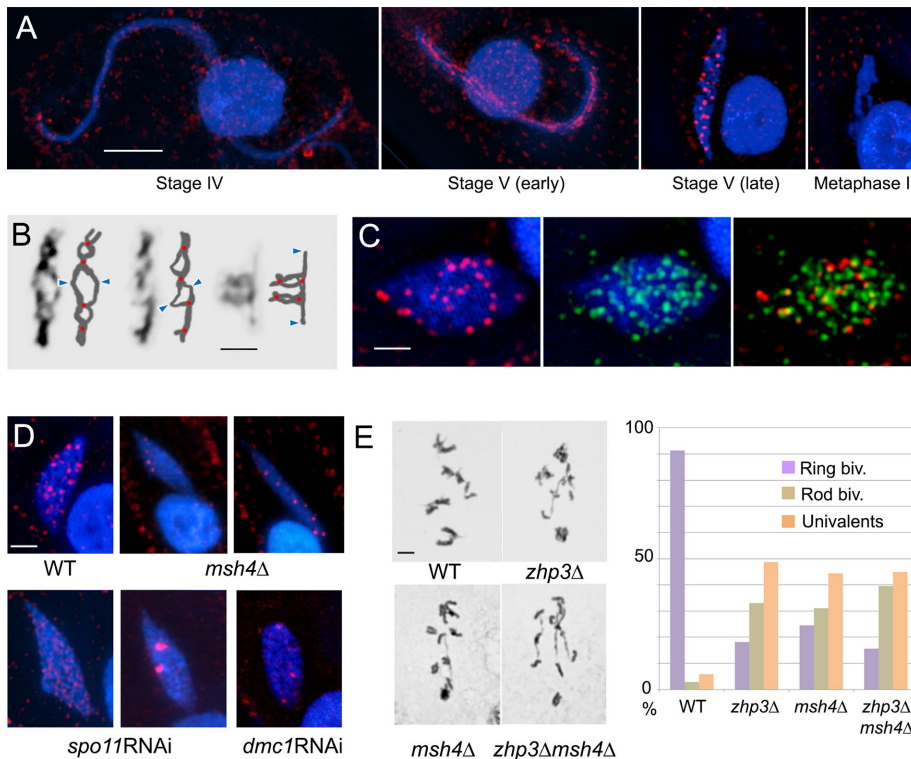 A
Stage IV
Stage V (early)
Stage V (late)
Metaphase I
B
C
D
WT
msh4Δ
spo11RNAi
dmc1RNAi
E
WT
zhp3Δ
msh4Δ
zhp3Δmsh4Δ
100
50
0
%
Ring biv.
Rod biv.
Univalents
WT
zhp3Δ
msh4Δ
zhp3Δ
msh4Δ